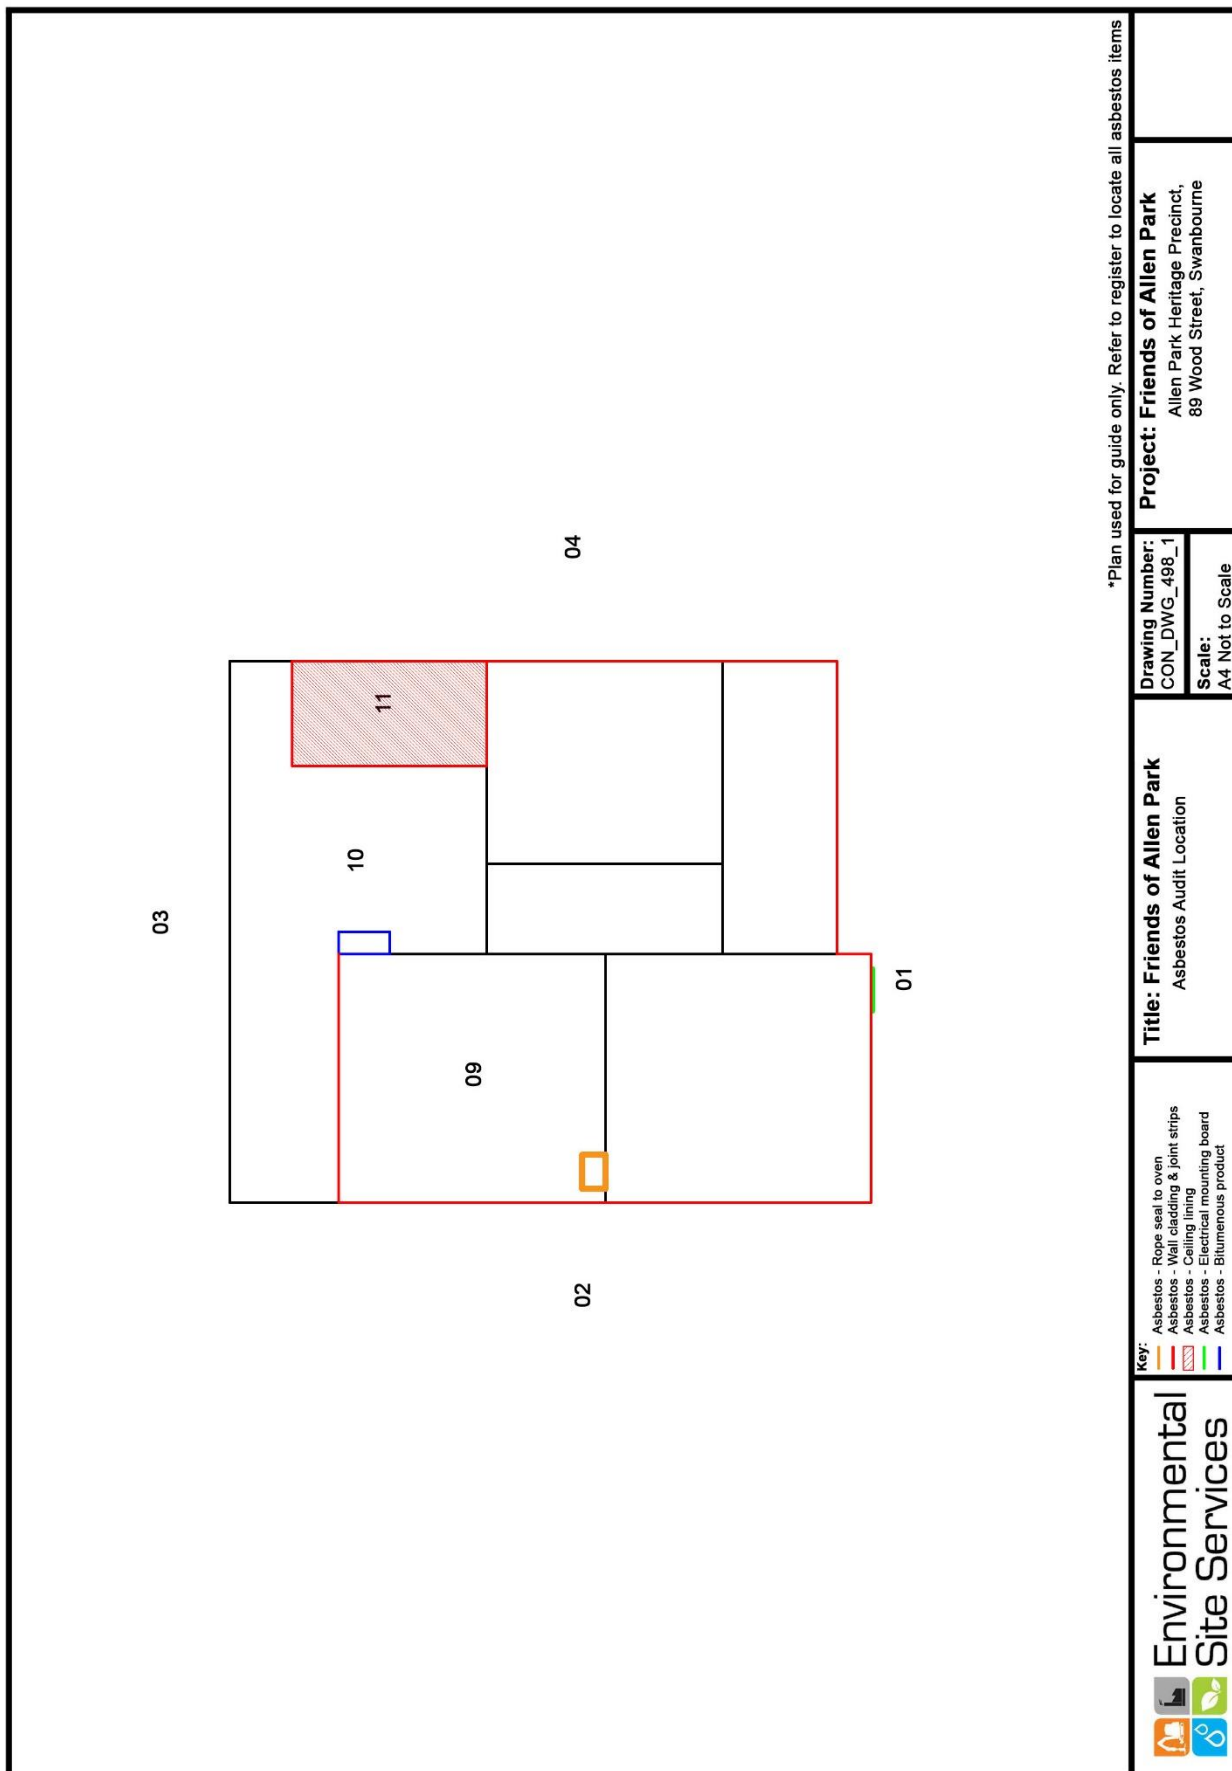 03
10
11
09
04
02
01
*Plan used for guide only. Refer to register to locate all asbestos items
Environmental
Site Services
Key:
Asbestos - Rope seal to oven
Asbestos - Wall cladding & joint strips
Asbestos - Ceiling lining
Asbestos - Electrical mounting board
Asbestos - Bitumenous product
Title: Friends of Allen Park
Asbestos Audit Location
Drawing Number:
CON_DWG_498_1
Scale:
A4 Not to Scale
Project: Friends of Allen Park
Allen Park Heritage Precinct,
89 Wood Street, Swanbourne